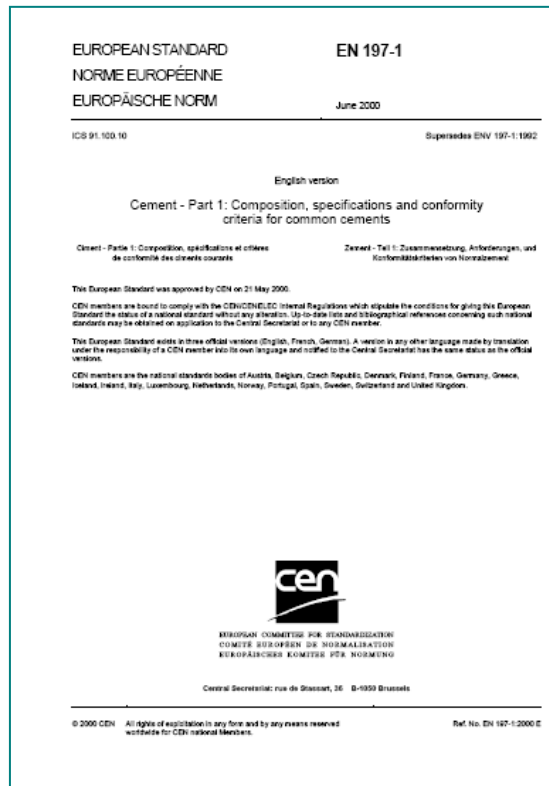 EUROPEAN STANDARD
NORME EUROPÉENNE
EUROPÄISCHE NORM
EN 197-1
June 2000
ICS 91.100.10
Supersedes ENV 197-1:1992
English version
Cement - Part 1: Composition, specifications and conformity
criteria for common cements
Ciment - Partie 1: Composition, spécifications et critères
de conformité des ciments courants
Zement - Teil 1: Zusammensetzung, Anforderungen, und
Konformitätskriterien von Normalzement
This European Standard was approved by CEN on 21 May 2000.
CEN members are bound to comply with the CEN/CENELEC Internal Regulations which stipulate the conditions for giving this European
Standard the status of a national standard without any alteration. Up-to-date lists and bibliographical references concerning such national
standards may be obtained on application to the Central Secretariat or to any CEN member.
This European Standard exists in three official versions (English, French, German). A version in any other language made by translation
under the responsibility of a CEN member into its own language and notified to the Central Secretariat has the same status as the official
versions.
CEN members are the national standards bodies of Austria, Belgium, Czech Republic, Denmark, Finland, France, Germany, Greece,
Iceland, Ireland, Italy, Luxembourg, Netherlands, Norway, Portugal, Spain, Sweden, Switzerland and United Kingdom.
cen
EUROPEAN COMMITTEE FOR STANDARDIZATION
COMITÉ EUROPÉEN DE NORMALISATION
EUROPÄISCHES KOMITEE FÜR NORMUNG
Central Secretariat: rue de Stassart, 36 B-1050 Brussels
© 2000 CEN All rights of exploitation in any form and by any means reserved
worldwide for CEN national Members.
Ref. No. EN 197-1:2000 E